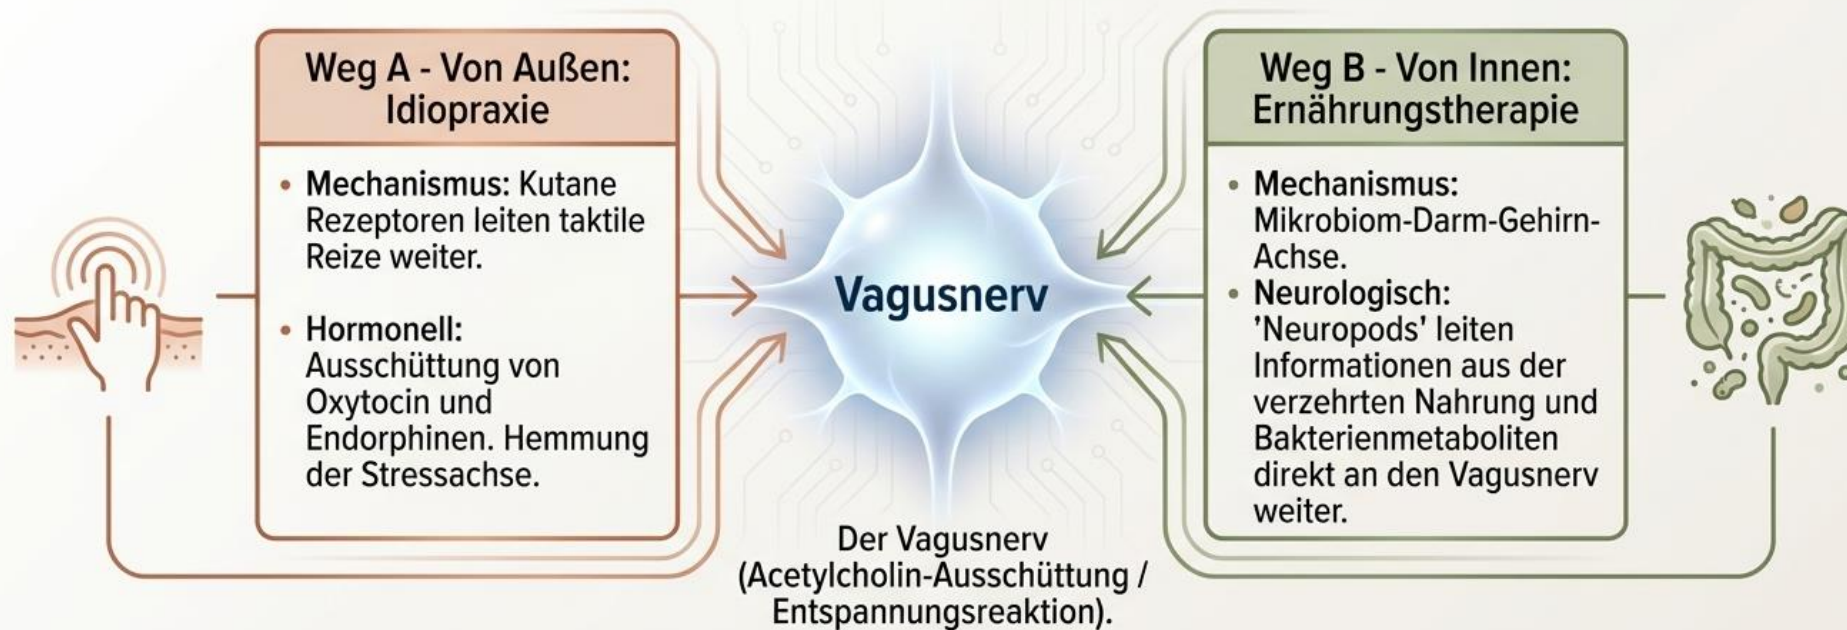 Weg A - Von Außen:
Idiopraxie
• Mechanismus: Kutane
Rezeptoren leiten taktile
Reize weiter.
• Hormonell:
Ausschüttung von
Oxytocin und
Endorphinen. Hemmung
der Stressachse.
Vagusnerv
Der Vagusnerv
(Acetylcholin-Ausschüttung /
Entspannungsreaktion).
Weg B - Von Innen:
Ernährungstherapie
• Mechanismus:
Mikrobiom-Darm-Gehirn-
Achse.
• Neurologisch:
'Neuropods' leiten
Informationen aus der
verzehrten Nahrung und
Bakterienmetaboliten
direkt an den Vagusnerv
weiter.